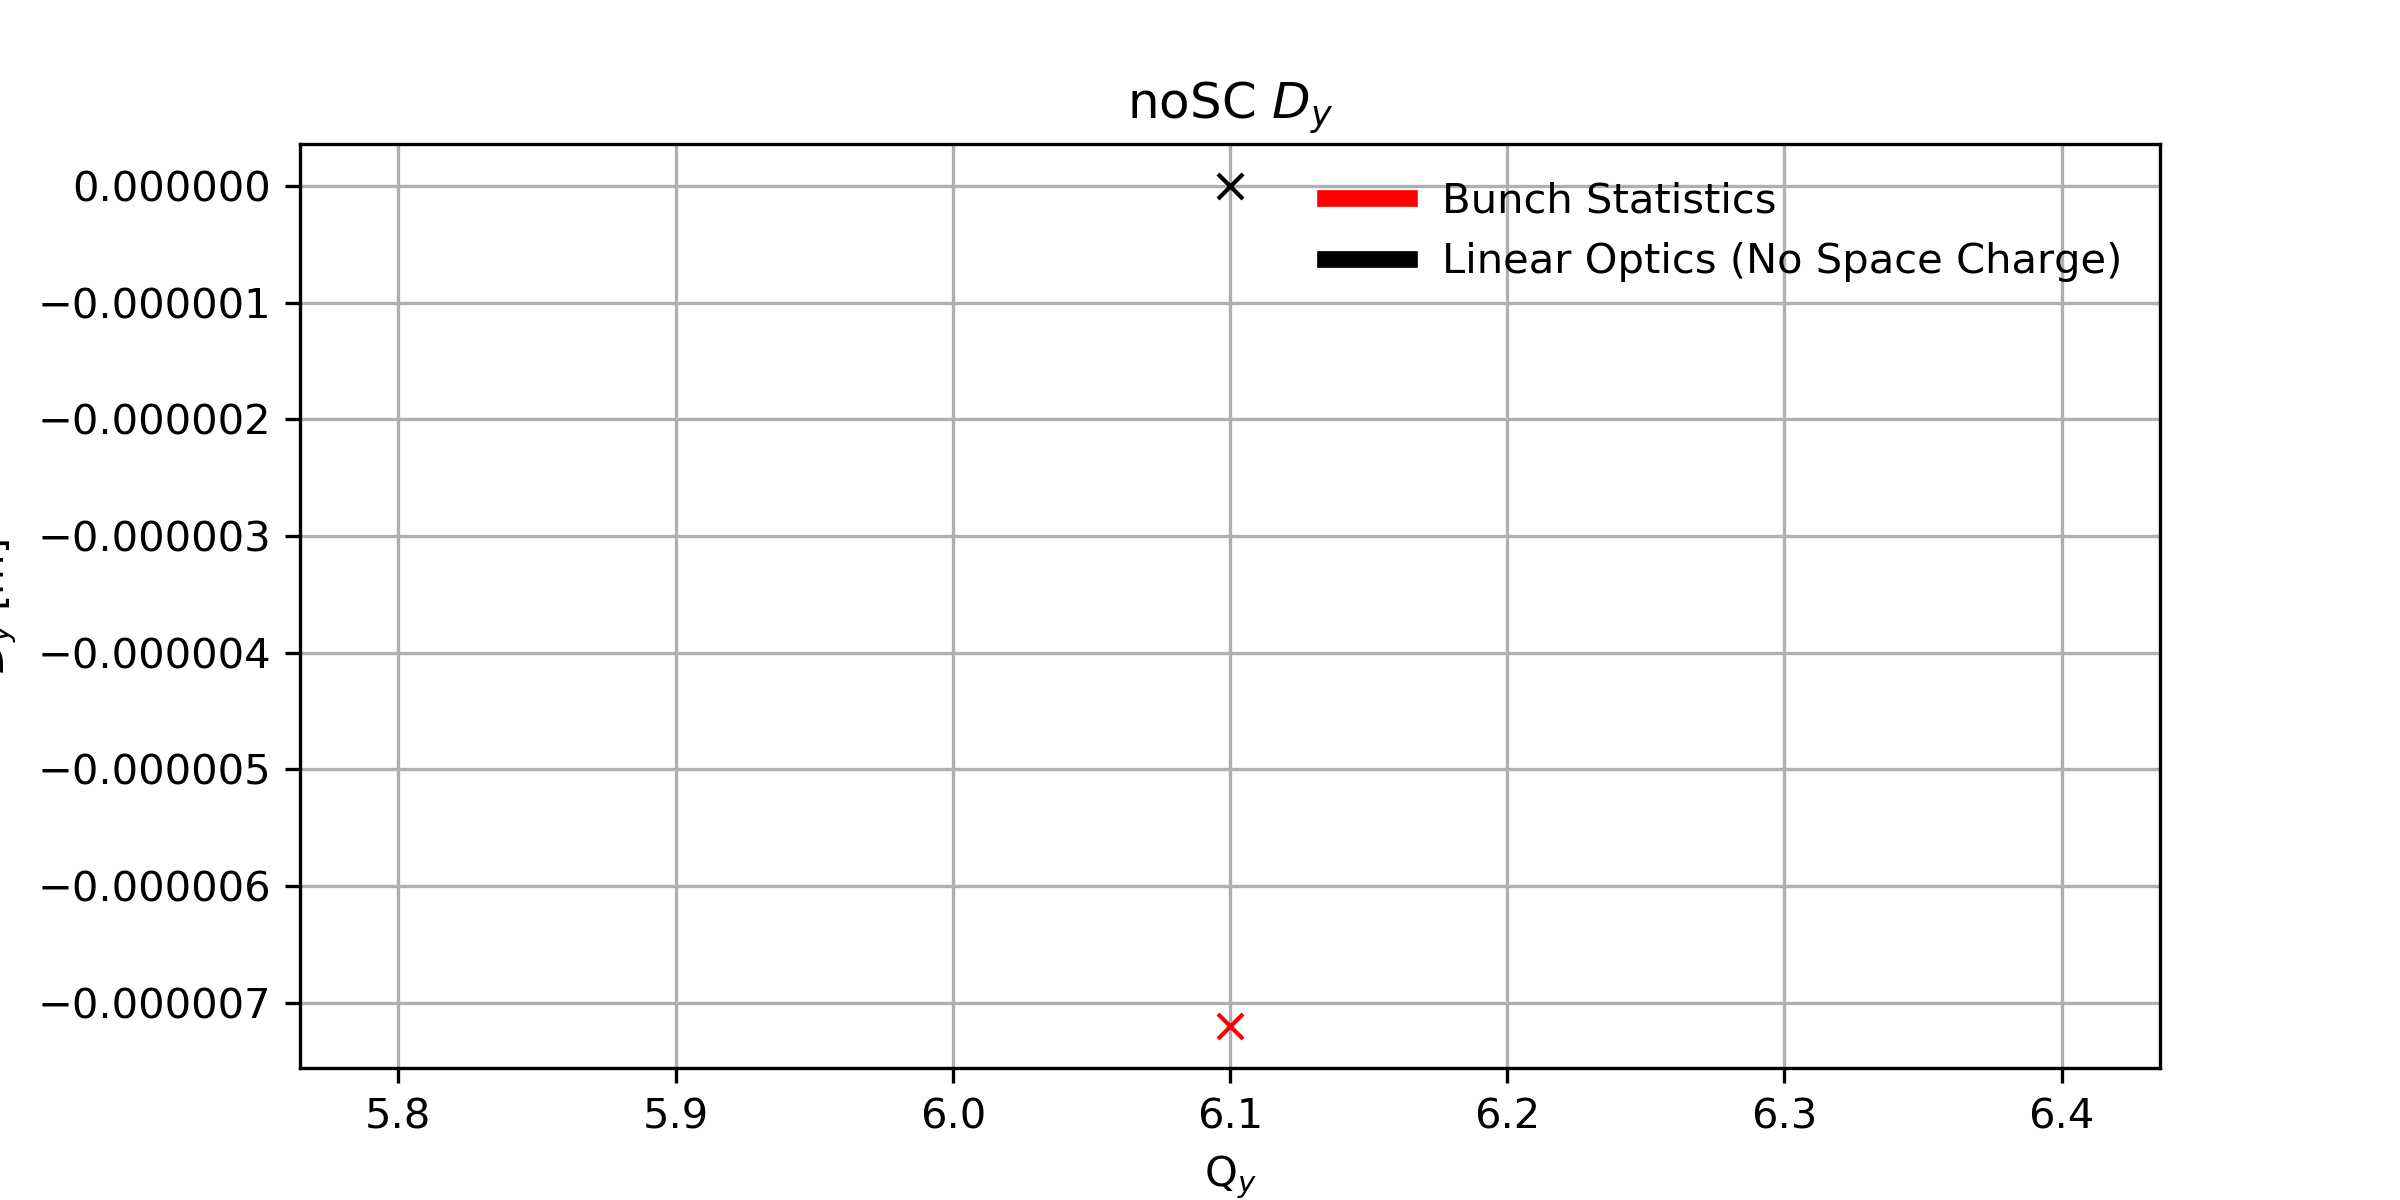 noSC Dy
0.000000
Bunch Statistics
Linear Optics (No Space Charge)
−0.000001
−0.000002
−0.000003
−0.000004
−0.000005
−0.000006
−0.000007
5.8 5.9 6.0 6.1 6.2 6.3 6.4
Qy